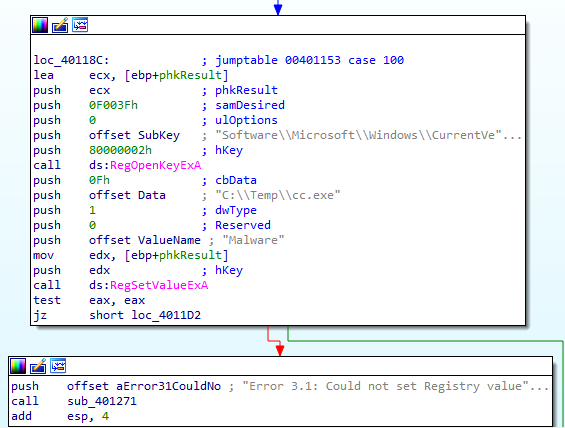 loc_40118C: ; jumptable 00401153 case 100
lea ecx, [ebp+phkResult]
push ecx ; phkResult
push 0F003Fh ; samDesired
push 0 ; ulOptions
push offset SubKey ; "Software\\Microsoft\\Windows\\CurrentVe"...
push 80000002h ; hKey
call ds:RegOpenKeyExA
push 0Fh ; cbData
push offset Data ; "C:\\Temp\\cc.exe"
push 1 ; dwType
push 0 ; Reserved
push offset ValueName ; "Malware"
mov edx, [ebp+phkResult]
push edx ; hKey
call ds:RegSetValueExA
test eax, eax
jz short loc_4011D2
push offset aError31CouldNo ; "Error 3.1: Could not set Registry value"...
call sub_401271
add esp, 4